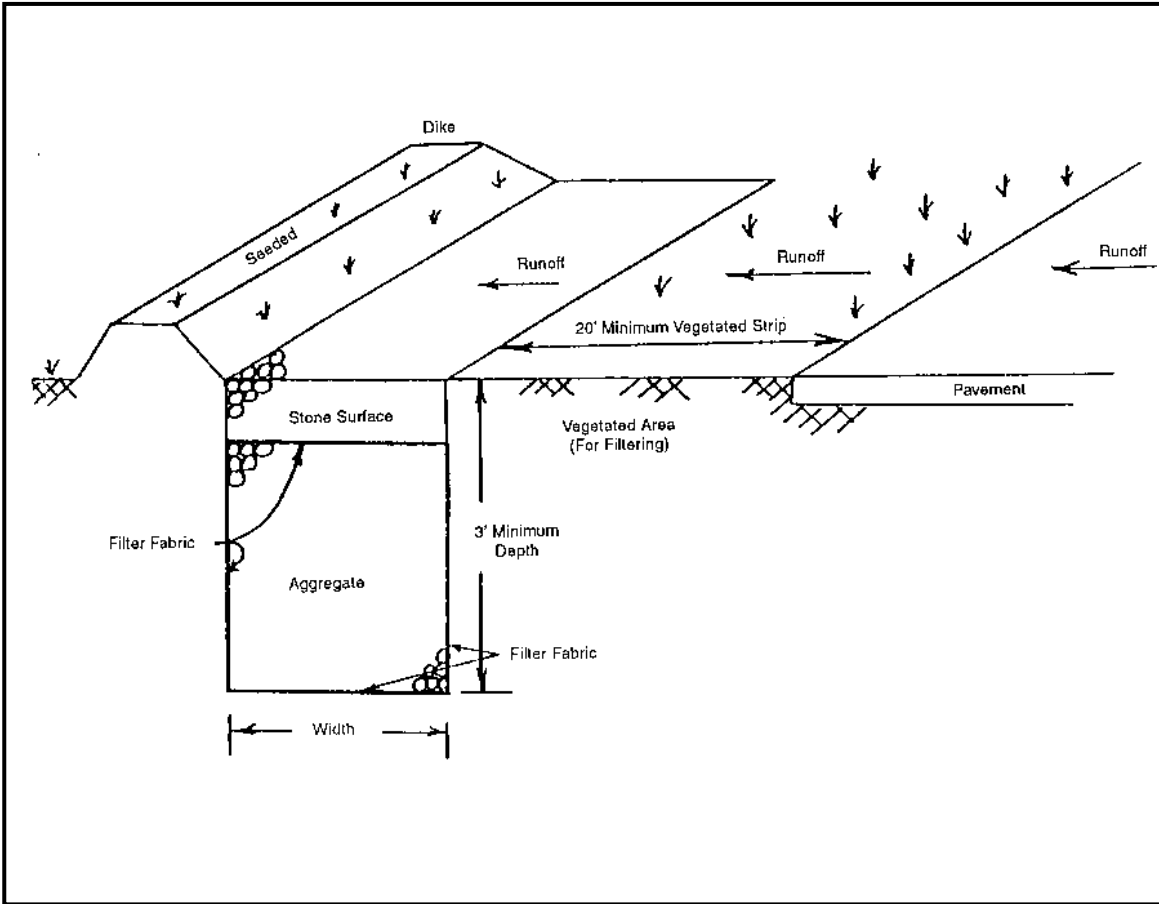 Dike
Seeded
Runoff
Runoff
Runoff
20' Minimum Vegetated Strip
Pavement
Stone Surface
Vegetated Area
(For Filtering)
Filter Fabric
3' Minimum
Depth
Aggregate
Filter Fabric
Width